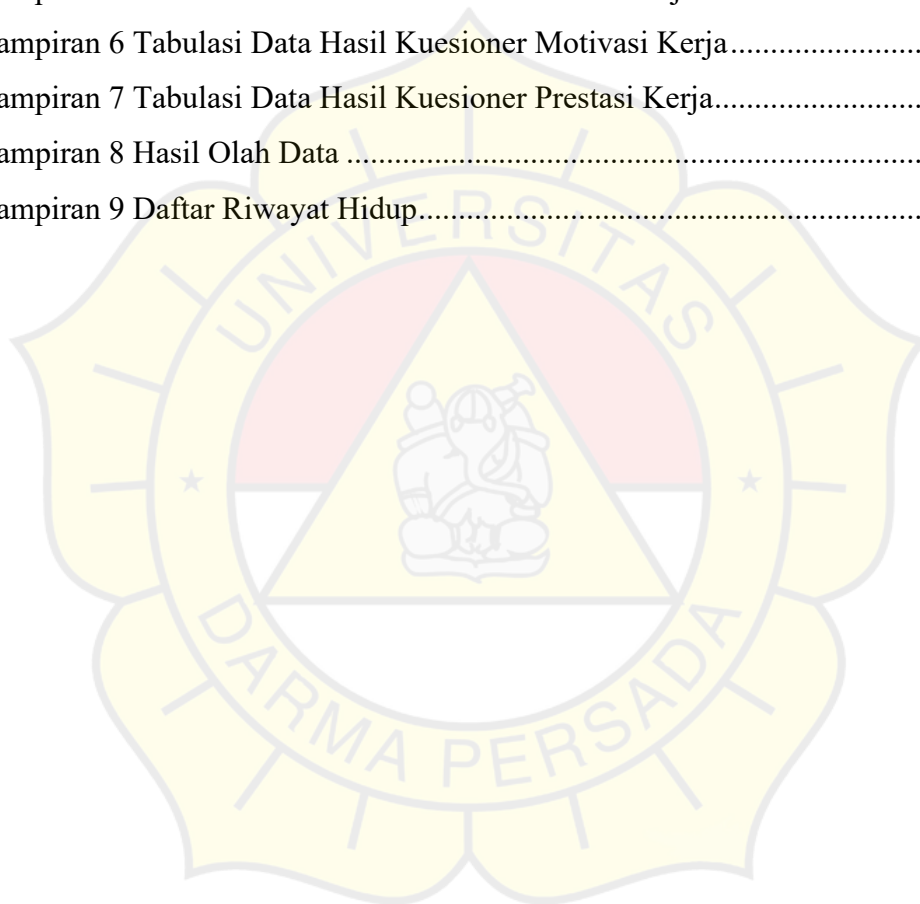 ampiran 6 Tabulasi Data Hasil Kuesioner Motivasi Kerja........................
ampiran 7 Tabulasi Data Hasil Kuesioner Prestasi Kerja..........................
ampiran 8 Hasil Olah Data .........................................................................
ampiran 9 Daftar Riwayat Hidup...............................................................
UNIVERSITAS
DARMA PERSADA